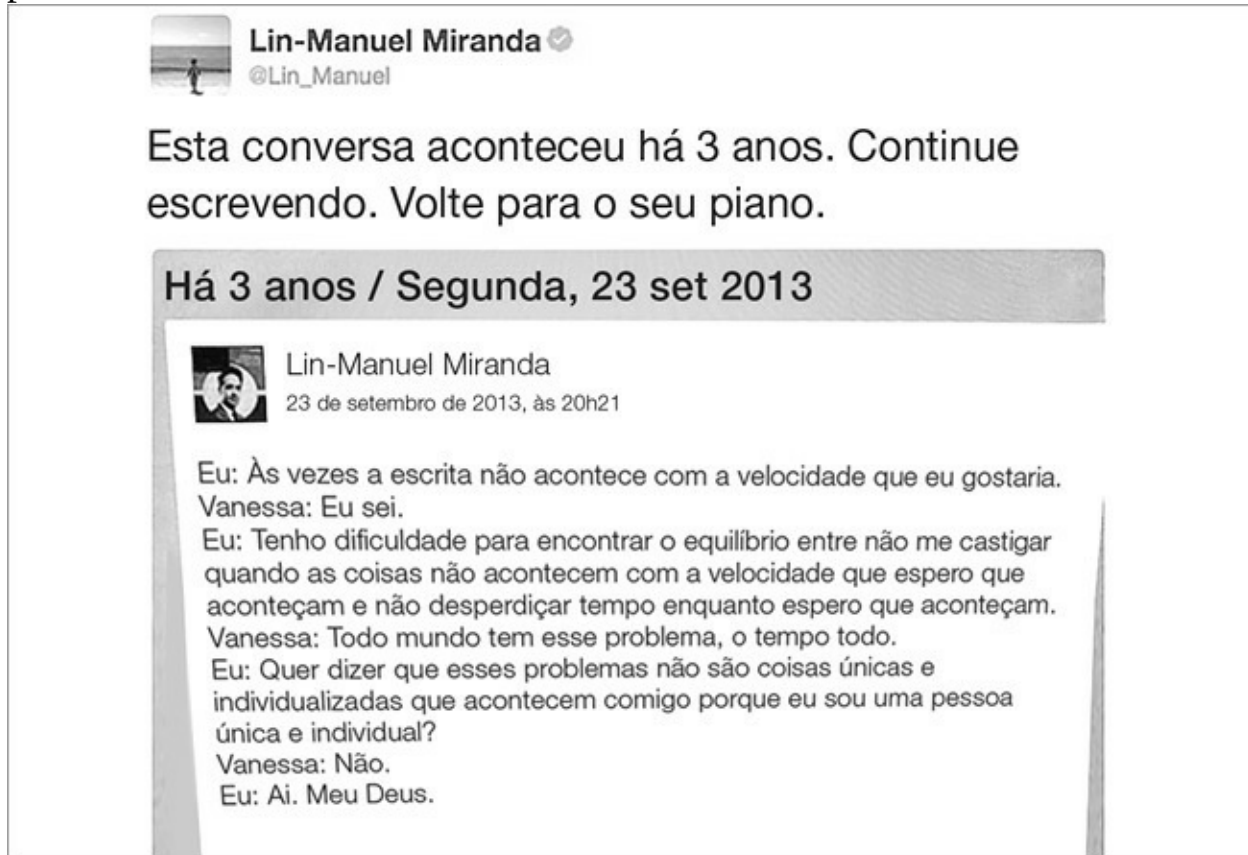 Lin-Manuel Miranda
@Lin_Manuel
Esta conversa aconteceu há 3 anos. Continue
escrevendo. Volte para o seu piano.
Há 3 anos / Segunda, 23 set 2013
Lin-Manuel Miranda
23 de setembro de 2013, às 20h21
Eu: Às vezes a escrita não acontece com a velocidade que eu gostaria.
Vanessa: Eu sei.
Eu: Tenho dificuldade para encontrar o equilíbrio entre não me castigar
quando as coisas não acontecem com a velocidade que espero que
aconteçam e não desperdiçar tempo enquanto espero que aconteçam.
Vanessa: Todo mundo tem esse problema, o tempo todo.
Eu: Quer dizer que esses problemas não são coisas únicas e
individualizadas que acontecem comigo porque eu sou uma pessoa
única e individual?
Vanessa: Não.
Eu: Ai. Meu Deus.